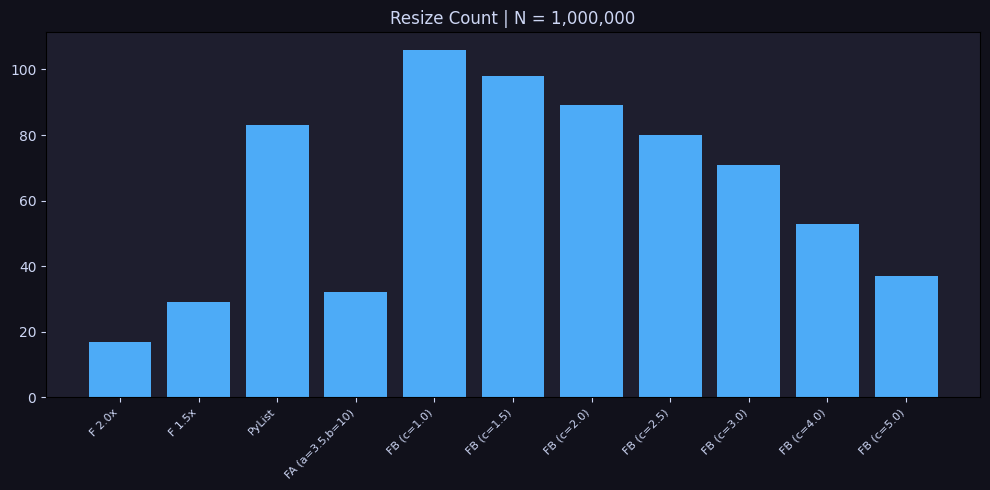 Resize Count | N = 1,000,000
100
80
60
40
20
0
F 2.0x
F 1.5x
PyList
FA (a=3.5,b=10)
FB (c=1.0)
FB (c=1.5)
FB (c=2.0)
FB (c=2.5)
FB (c=3.0)
FB (c=4.0)
FB (c=5.0)